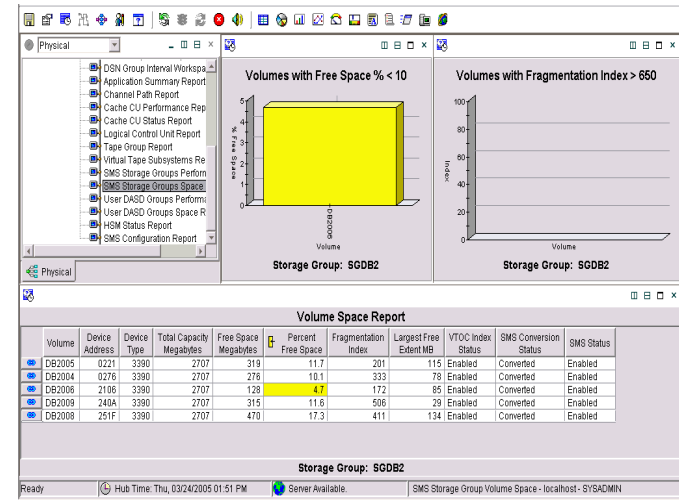 Physical
DSN Group Interval Workspa
Application Summary Report
Channel Path Report
Cache CU Performance Rep
Cache CU Status Report
Logical Control Unit Report
Tape Group Report
Virtual Tape Subsystems Re
SMS Storage Groups Perform
SMS Storage Groups Space
User DASD Groups Performa
User DASD Groups Space R
HSM Status Report
SMS Configuration Report
Physical
Volumes with Free Space % < 10
% Free Space
5
4
3
2
1
0
DB2006
Volume
Storage Group: SGDB2
Volumes with Fragmentation Index > 650
Index
100
80
60
40
20
0
Volume
Storage Group: SGDB2
Volume Space Report
Volume Device Address Device Type Total Capacity Megabytes Free Space Megabytes Percent Free Space Fragmentation Index Largest Free Extent MB VTOC Index Status SMS Conversion Status SMS Status
DB2005 0221 3390 2707 319 11.7 201 115 Enabled Converted Enabled
DB2004 0276 3390 2707 276 10.1 333 78 Enabled Converted Enabled
DB2006 2106 3390 2707 128 4.7 172 85 Enabled Converted Enabled
DB2009 240A 3390 2707 315 11.6 506 29 Enabled Converted Enabled
DB2008 251F 3390 2707 470 17.3 411 134 Enabled Converted Enabled
Storage Group: SGDB2
Ready Hub Time: Thu, 03/24/2005 01:51 PM Server Available. SMS Storage Group Volume Space - localhost - SYSADMIN